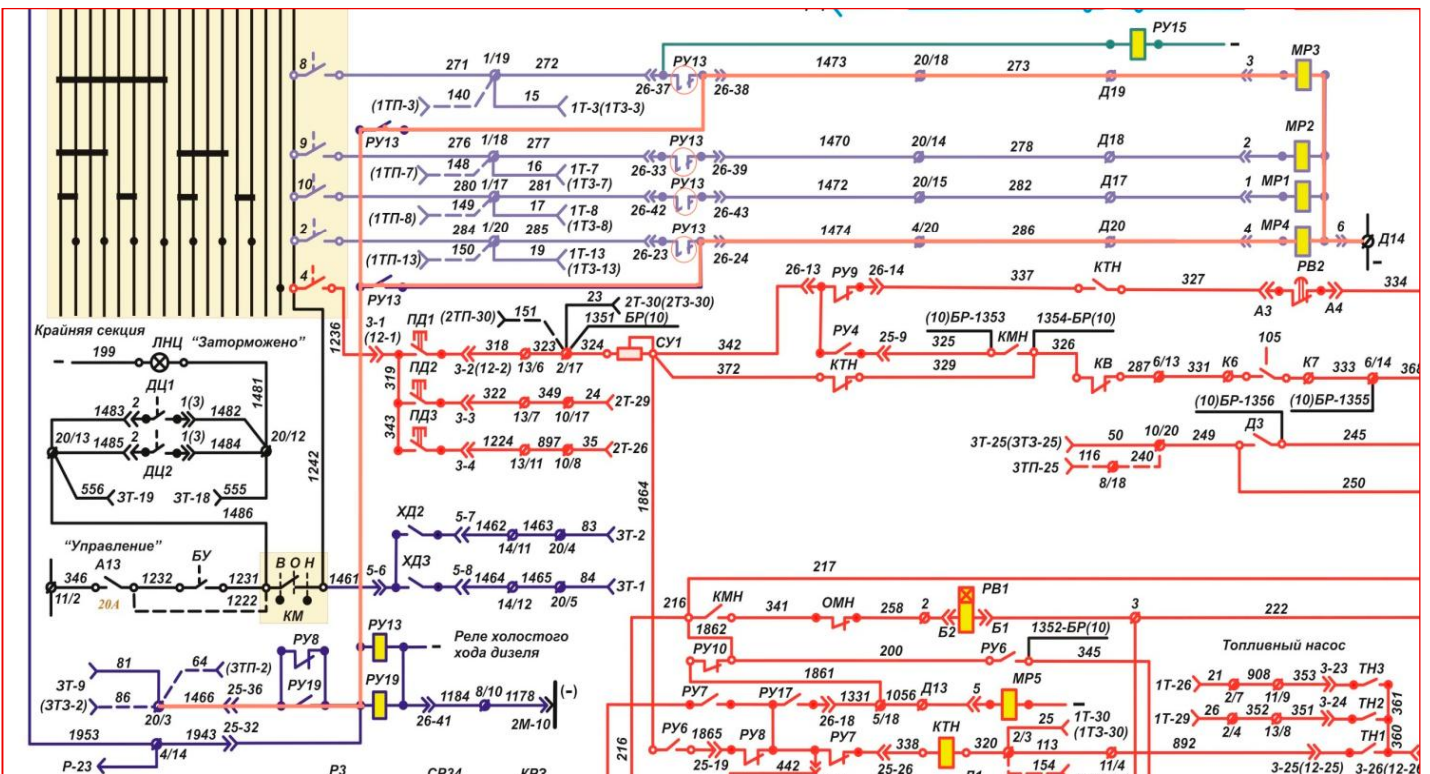 РУ15
–
8 271 1/19 272 РУ13 1473 20/18 273 3 МР3
26-37 26-38 Д19
(1ТП-3) 140 15 1Т-3(1ТЗ-3)
РУ13
9 276 1/18 277 РУ13 1470 20/14 278 Д18 2 МР2
(1ТП-7) 148 16 1Т-7 26-33 26-39
(1ТЗ-7)
10 280 1/17 281 РУ13 1472 20/15 282 Д17 1 МР1
(1ТП-8) 149 17 1Т-8 26-42 26-43
(1ТЗ-8)
2 284 1/20 285 РУ13 1474 4/20 286 Д20 4 МР4 6 Д14
(1ТП-13) 150 19 1Т-13 26-23 26-24 –
(1ТЗ-13)
4 РУ13 26-13 РУ9 26-14 337 КТН 327 РВ2 334
А3 А4
1236 3-1 ПД1 (2ТП-30) 151 23 2Т-30(2ТЗ-30)
(12-1) 1351 БР(10)
318 323 324 СУ1 342 РУ4 25-9 (10)БР-1353 1354-БР(10)
3-2(12-2) 13/6 2/17 325 КМН 326
372 КТН 329
КВ 287 6/13 331 К6 105 К7 333 6/14 368
319 ПД2 322 349 24 2Т-29
3-3 13/7 10/17
343 ПД3 1224 897 35 2Т-26
3-4 13/11 10/8
(10)БР-1356 (10)БР-1355
3Т-25(3ТЗ-25) 50 10/20 249 Д3 245
3ТП-25 116 240
8/18 250
Крайняя секция
– 199 ЛНЦ "Заторможено"
ДЦ1 1481
1483 2 1(3) 1482
20/13 1485 2 1(3) 1484 20/12
ДЦ2 1242
556 3Т-19 3Т-18 555
1486
1864
ХД2 5-7 1462 1463 83 3Т-2
14/11 20/4
ХД3 5-8 1464 1465 84 3Т-1
14/12 20/5
"Управление"
346 А13 1232 БУ 1231 В О Н 1461 5-6
11/2 20А 1222 КМ
217
216 КМН 341 ОМН 258 2 РВ1 3 222
Б2 Б1
1862 1352-БР(10)
РУ10 200 РУ6 345
1861
РУ7 РУ17 1331 1056 Д13 5 МР5
26-18 5/18
25 1Т-30
(1ТЗ-30)
РУ6 1865 РУ8 РУ7 338 КТН 320 2/3 113 892
25-19 442 25-26 154 11/4
216
Топливный насос
1Т-26 21 908 353 3-23 ТН3
2/7 11/9
1Т-29 26 352 351 3-24 ТН2 361
2/4 13/8
ТН1 360
3-25(12-25) 3-26(12-26
РУ8 РУ13 – Реле холостого
хода дизеля
3Т-9 81 64 (3ТП-2)
(3ТЗ-2) 86 1466 25-36 РУ19 РУ19 1184 8/10 1178 (-)
20/3 26-41 2М-10
25-32
1953 1943
4/14
Р-23
Р3 КРЗ